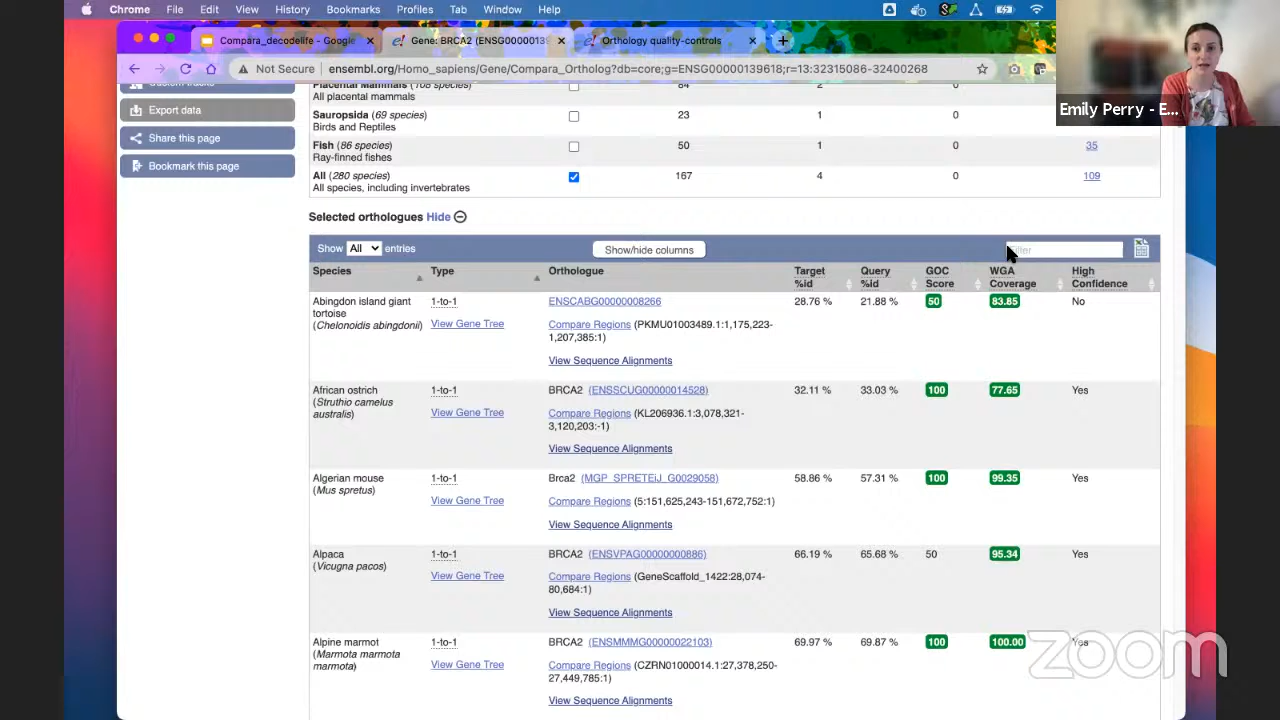 Chrome File Edit View History Bookmarks Profiles Tab Window Help
Compara_decodelife - Google
Gene: BRCA2 (ENSG00000139
Orthology quality-controls
Not Secure ensembl.org/Homo_sapiens/Gene/Compara_Ortholog?db=core;g=ENSG00000139618;r=13:32315086-32400268
Emily Perry - E...
Custom tracks
Export data
Share this page
Bookmark this page
Placental Mammals (108 species) 84 2 0
All placental mammals
Sauropsida (69 species) 23 1 0
Birds and Reptiles
Fish (86 species) 50 1 0 35
Ray-finned fishes
All (280 species) 167 4 0 109
All species, including invertebrates
Selected orthologues Hide
Show All entries Show/hide columns Filter
Species Type Orthologue Target %id Query %id GOC Score WGA Coverage High Confidence
Abingdon island giant tortoise (Chelonoidis abingdonii)
1-to-1
View Gene Tree
ENSCABG00000008266
Compare Regions (PKMU01003489.1:1,175,223-
1,207,385:1)
View Sequence Alignments
28.76 % 21.88 % 50 83.85 No
African ostrich
(Struthio camelus
australis)
1-to-1
View Gene Tree
BRCA2 (ENSSCUG00000014528)
Compare Regions (KL206936.1:3,078,321-
3,120,203:-1)
View Sequence Alignments
32.11 % 33.03 % 100 77.65 Yes
Algerian mouse
(Mus spretus)
1-to-1
View Gene Tree
Brca2 (MGP_SPRETEiJ_G0029058)
Compare Regions (5:151,625,243-151,672,752:1)
View Sequence Alignments
58.86 % 57.31 % 100 99.35 Yes
Alpaca
(Vicugna pacos)
1-to-1
View Gene Tree
BRCA2 (ENSVPAG00000000886)
Compare Regions (GeneScaffold_1422:28,074-
80,684:1)
View Sequence Alignments
66.19 % 65.68 % 50 95.34 Yes
Alpine marmot
(Marmota marmota
marmota)
1-to-1
View Gene Tree
BRCA2 (ENSMMMG00000022103)
Compare Regions (CZRN01000014.1:27,378,250-
27,449,785:1)
View Sequence Alignments
69.97 % 69.87 % 100 100.00 Yes
zoom